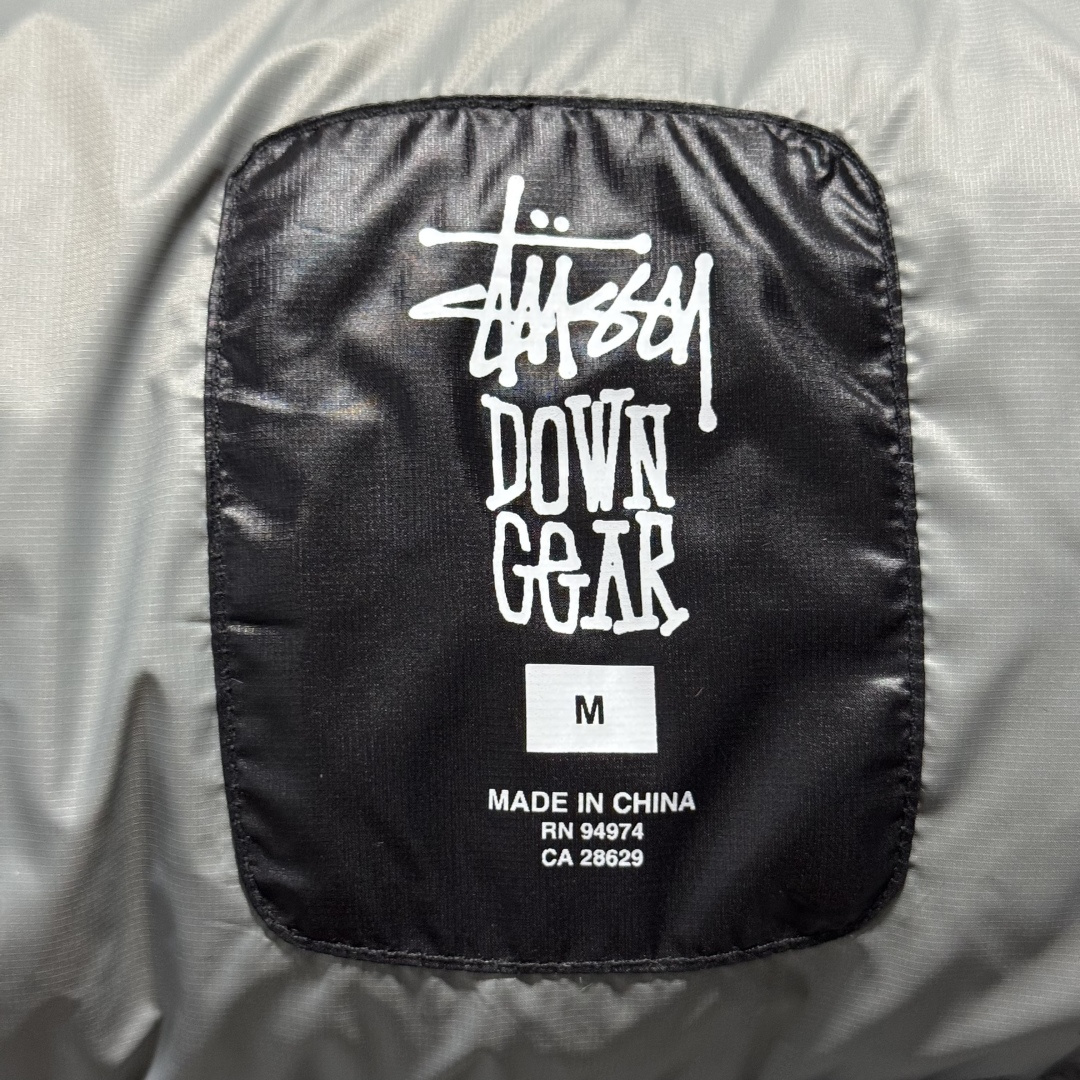 Stüssy
DOWN
GEAR
M
MADE IN CHINA
RN 94974
CA 28629